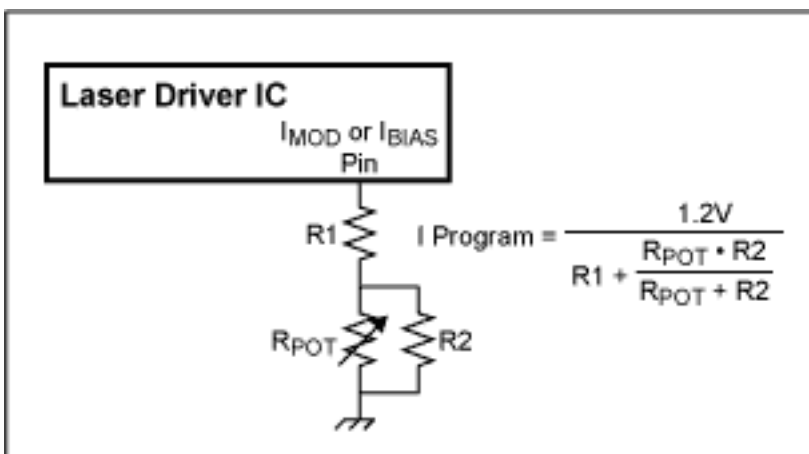 Laser Driver IC
IMOD or IBIAS
Pin
R1
I Program =
1.2V
R1 +
RPOT • R2
RPOT + R2
RPOT
R2